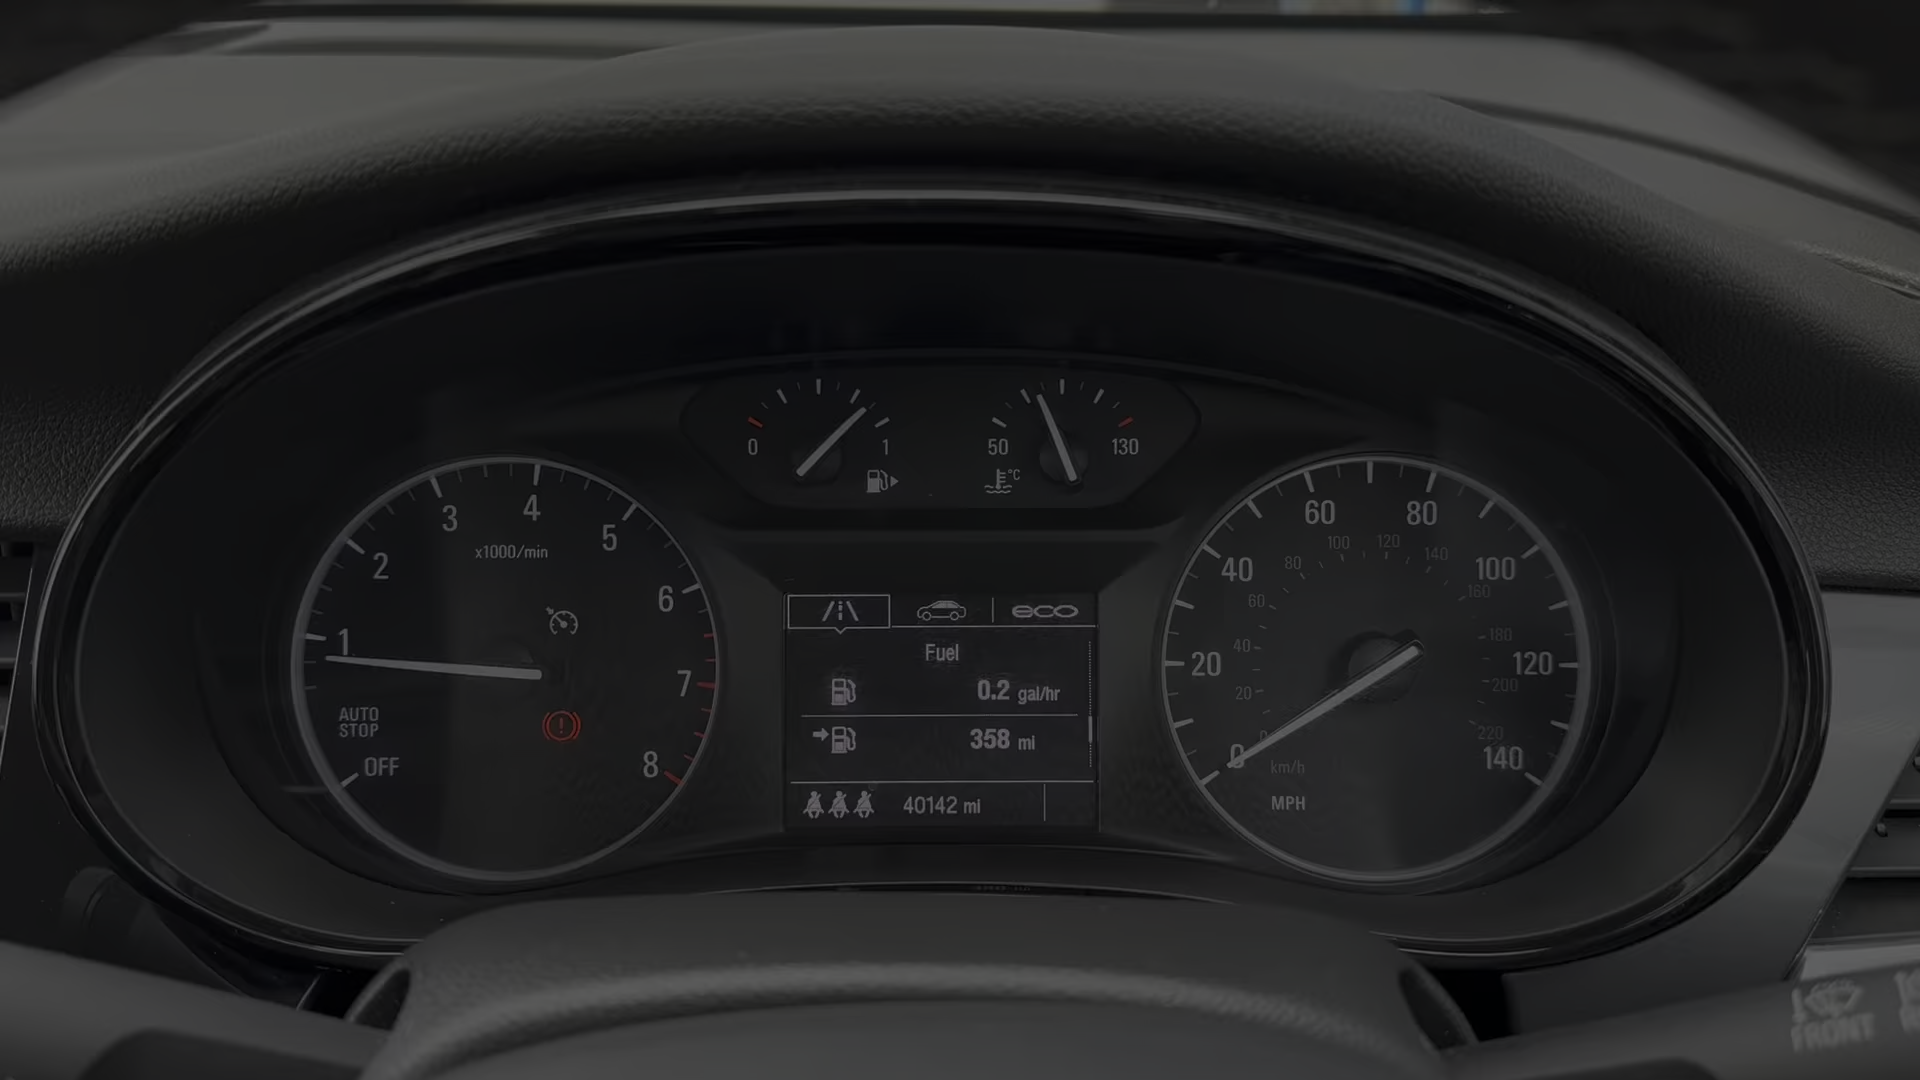 0
1
50
130
°C
1
2
3
4
5
6
7
8
x1000/min
AUTO
STOP
OFF
eco
Fuel
0.2 gal/hr
358 mi
40142 mi
0
20
40
60
80
100
120
140
20
40
60
80
100
120
140
160
180
200
220
km/h
MPH
FRONT